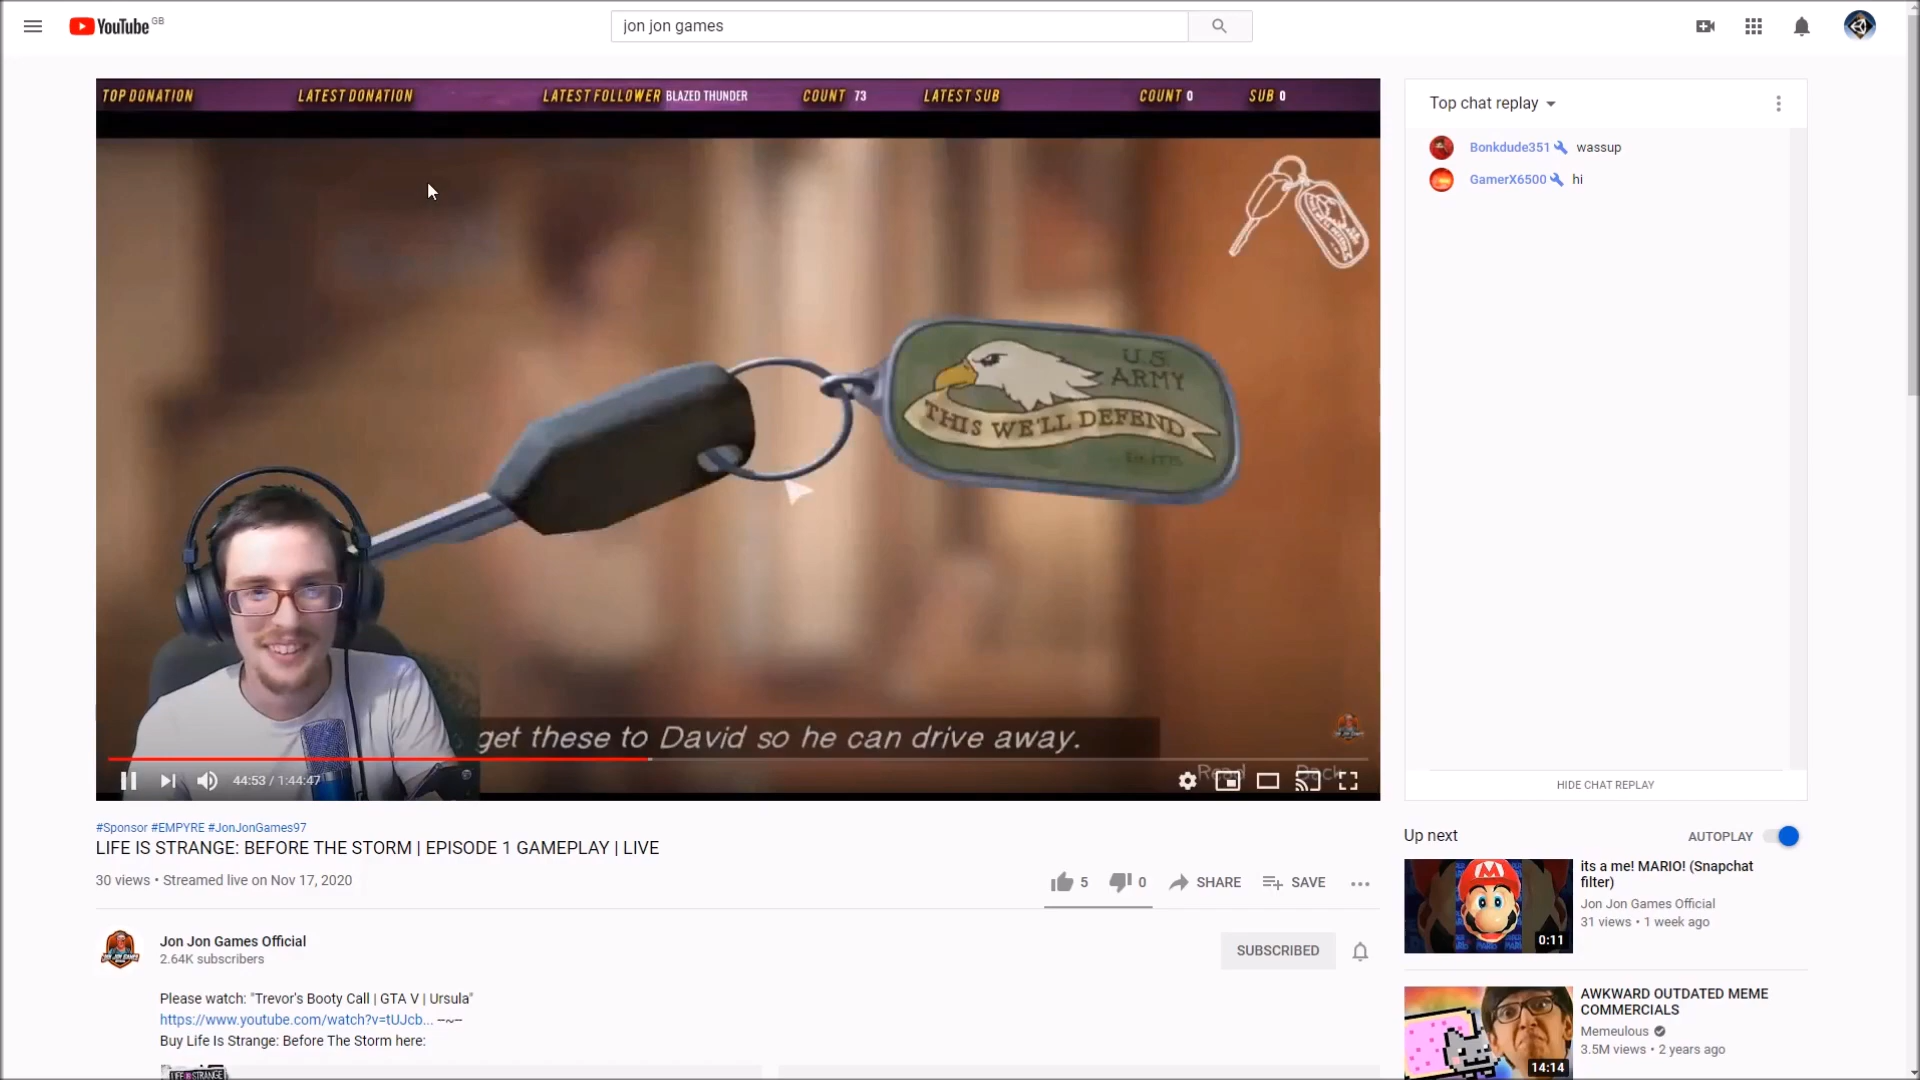 YouTube GB
jon jon games
TOP DONATION LATEST DONATION LATEST FOLLOWER BLAZED THUNDER COUNT 73 LATEST SUB COUNT 0 SUB 0
U.S.
ARMY
THIS WE'LL DEFEND
get these to David so he can drive away.
Read Back
44:53 / 1:44:47
Top chat replay
Bonkdude351 wassup
GamerX6500 hi
HIDE CHAT REPLAY
#Sponsor #EMPYRE #JonJonGames97
LIFE IS STRANGE: BEFORE THE STORM | EPISODE 1 GAMEPLAY | LIVE
30 views • Streamed live on Nov 17, 2020
5 0 SHARE SAVE
Jon Jon Games Official
2.64K subscribers
SUBSCRIBED
Please watch: "Trevor's Booty Call | GTA V | Ursula"
https://www.youtube.com/watch?v=tUJcb... --~--
Buy Life Is Strange: Before The Storm here:
LIFE IS STRANGE
Up next AUTOPLAY
its a me! MARIO! (Snapchat
filter)
Jon Jon Games Official
31 views • 1 week ago
0:11
AWKWARD OUTDATED MEME
COMMERCIALS
Memeulous
3.5M views • 2 years ago
14:14